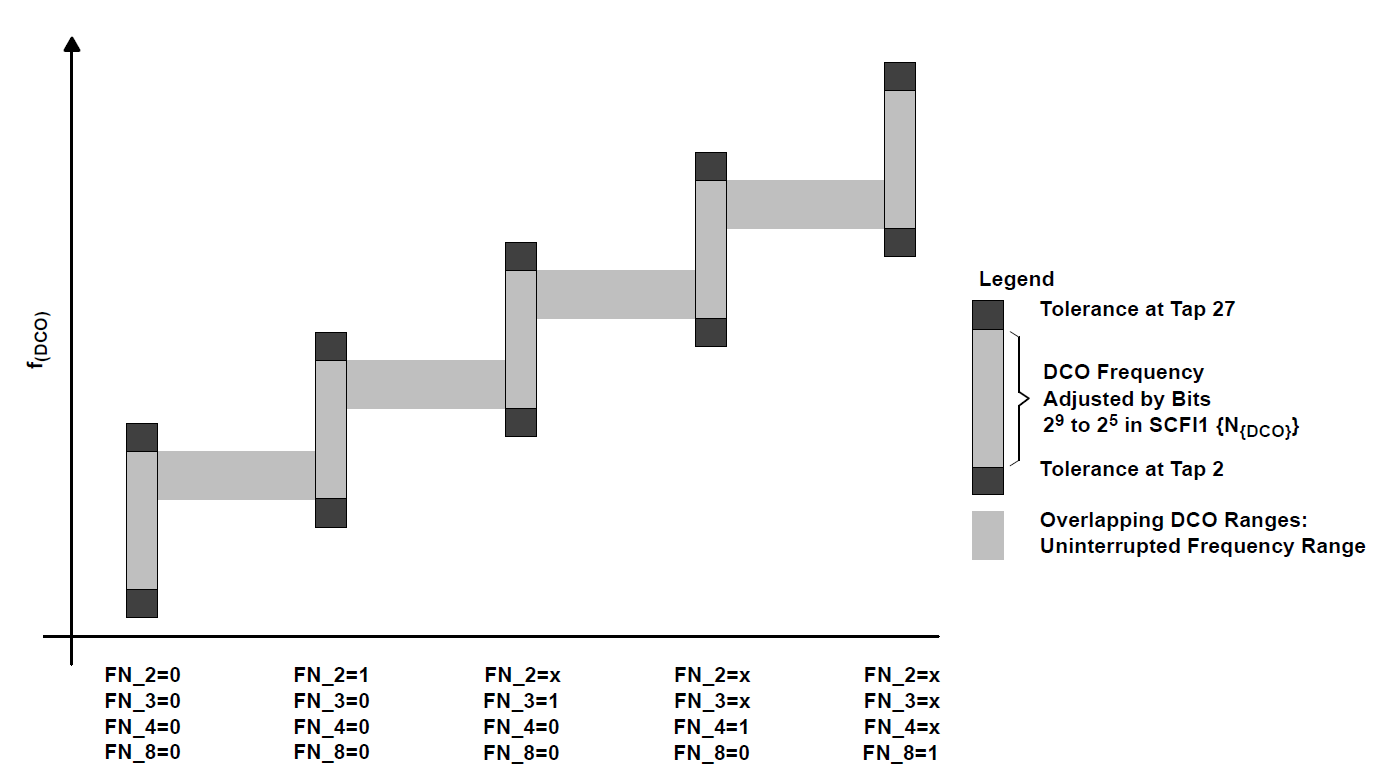 f(DCO)
Legend
Tolerance at Tap 27
DCO Frequency
Adjusted by Bits
2⁹ to 2⁵ in SCFI1 {N{DCO}}
Tolerance at Tap 2
Overlapping DCO Ranges:
Uninterrupted Frequency Range
FN_2=0 FN_2=1 FN_2=x FN_2=x FN_2=x
FN_3=0 FN_3=0 FN_3=1 FN_3=x FN_3=x
FN_4=0 FN_4=0 FN_4=0 FN_4=1 FN_4=x
FN_8=0 FN_8=0 FN_8=0 FN_8=0 FN_8=1